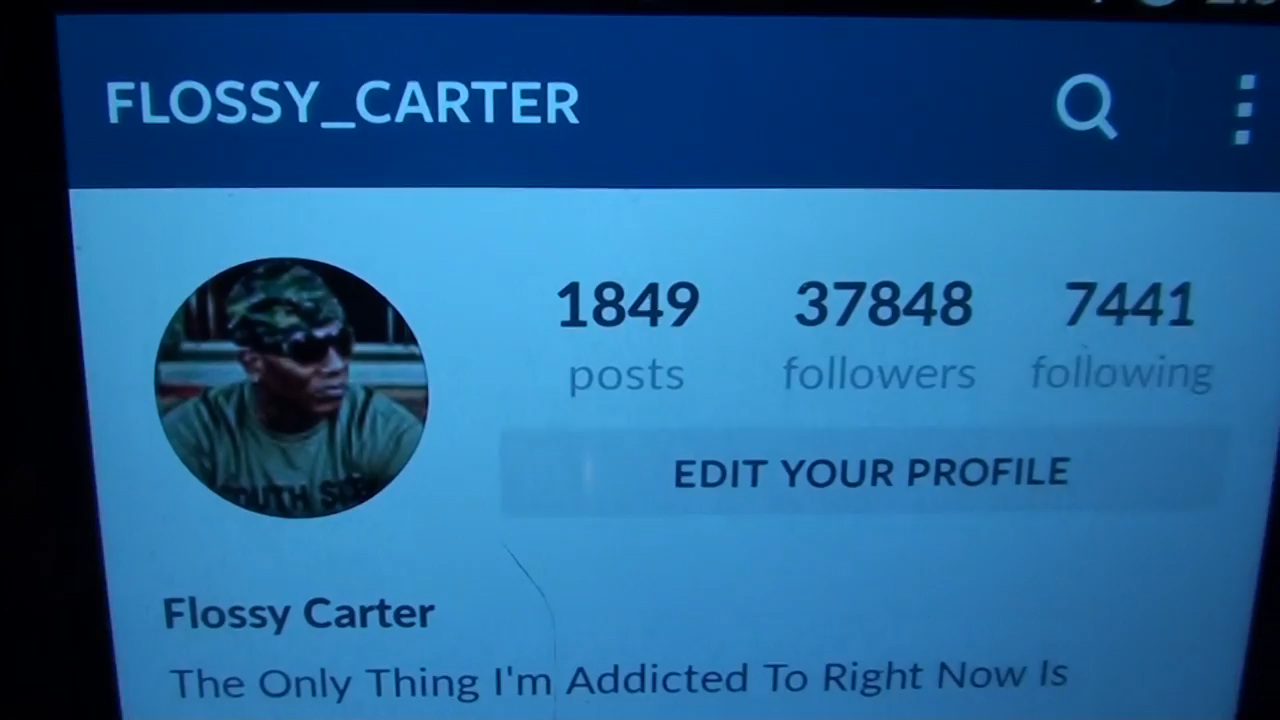 FLOSSY_CARTER
1849 37848 7441
posts followers following
EDIT YOUR PROFILE
Flossy Carter
The Only Thing I'm Addicted To Right Now Is